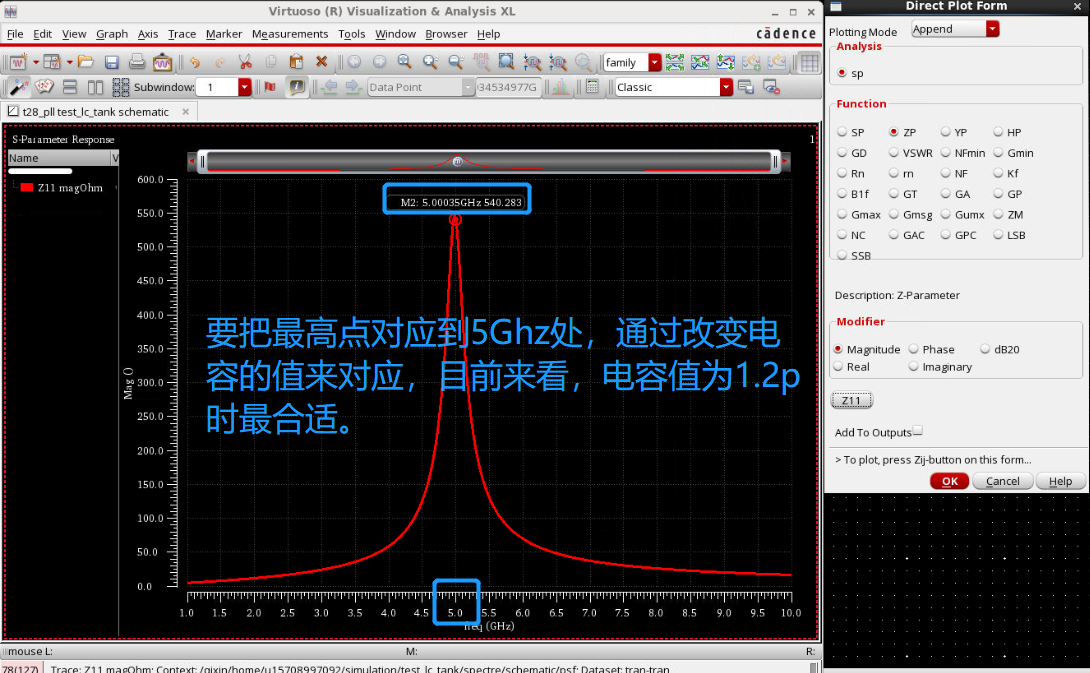 Virtuoso (R) Visualization & Analysis XL
File Edit View Graph Axis Trace Marker Measurements Tools Window Browser Help
cādence
family
Subwindow: 1
Data Point
34534977G
Classic
t28_pll test_lc_tank schematic
S-Parameter Response
1
Name V
Z11 magOhm
M2: 5.00035GHz 540.283
600.0
550.0
500.0
450.0
400.0
350.0
300.0
250.0
200.0
150.0
100.0
50.0
0.0
Mag ()
要把最高点对应到5Ghz处，通过改变电
容的值来对应，目前来看，电容值为1.2p
时最合适。
1.0 1.5 2.0 2.5 3.0 3.5 4.0 4.5 5.0 5.5 6.0 6.5 7.0 7.5 8.0 8.5 9.0 9.5 10.0
freq (GHz)
mouse L: M: R:
78(127) Trace: Z11 magOhm; Context: /qixin/home/u15708997092/simulation/test_lc_tank/spectre/schematic/psf; Dataset: tran-tran
Direct Plot Form
Plotting Mode Append
Analysis
sp
Function
SP ZP YP HP
GD VSWR NFmin Gmin
Rn rn NF Kf
B1f GT GA GP
Gmax Gmsg Gumx ZM
NC GAC GPC LSB
SSB
Description: Z-Parameter
Modifier
Magnitude Phase dB20
Real Imaginary
Z11
Add To Outputs
> To plot, press Zij-button on this form...
OK Cancel Help